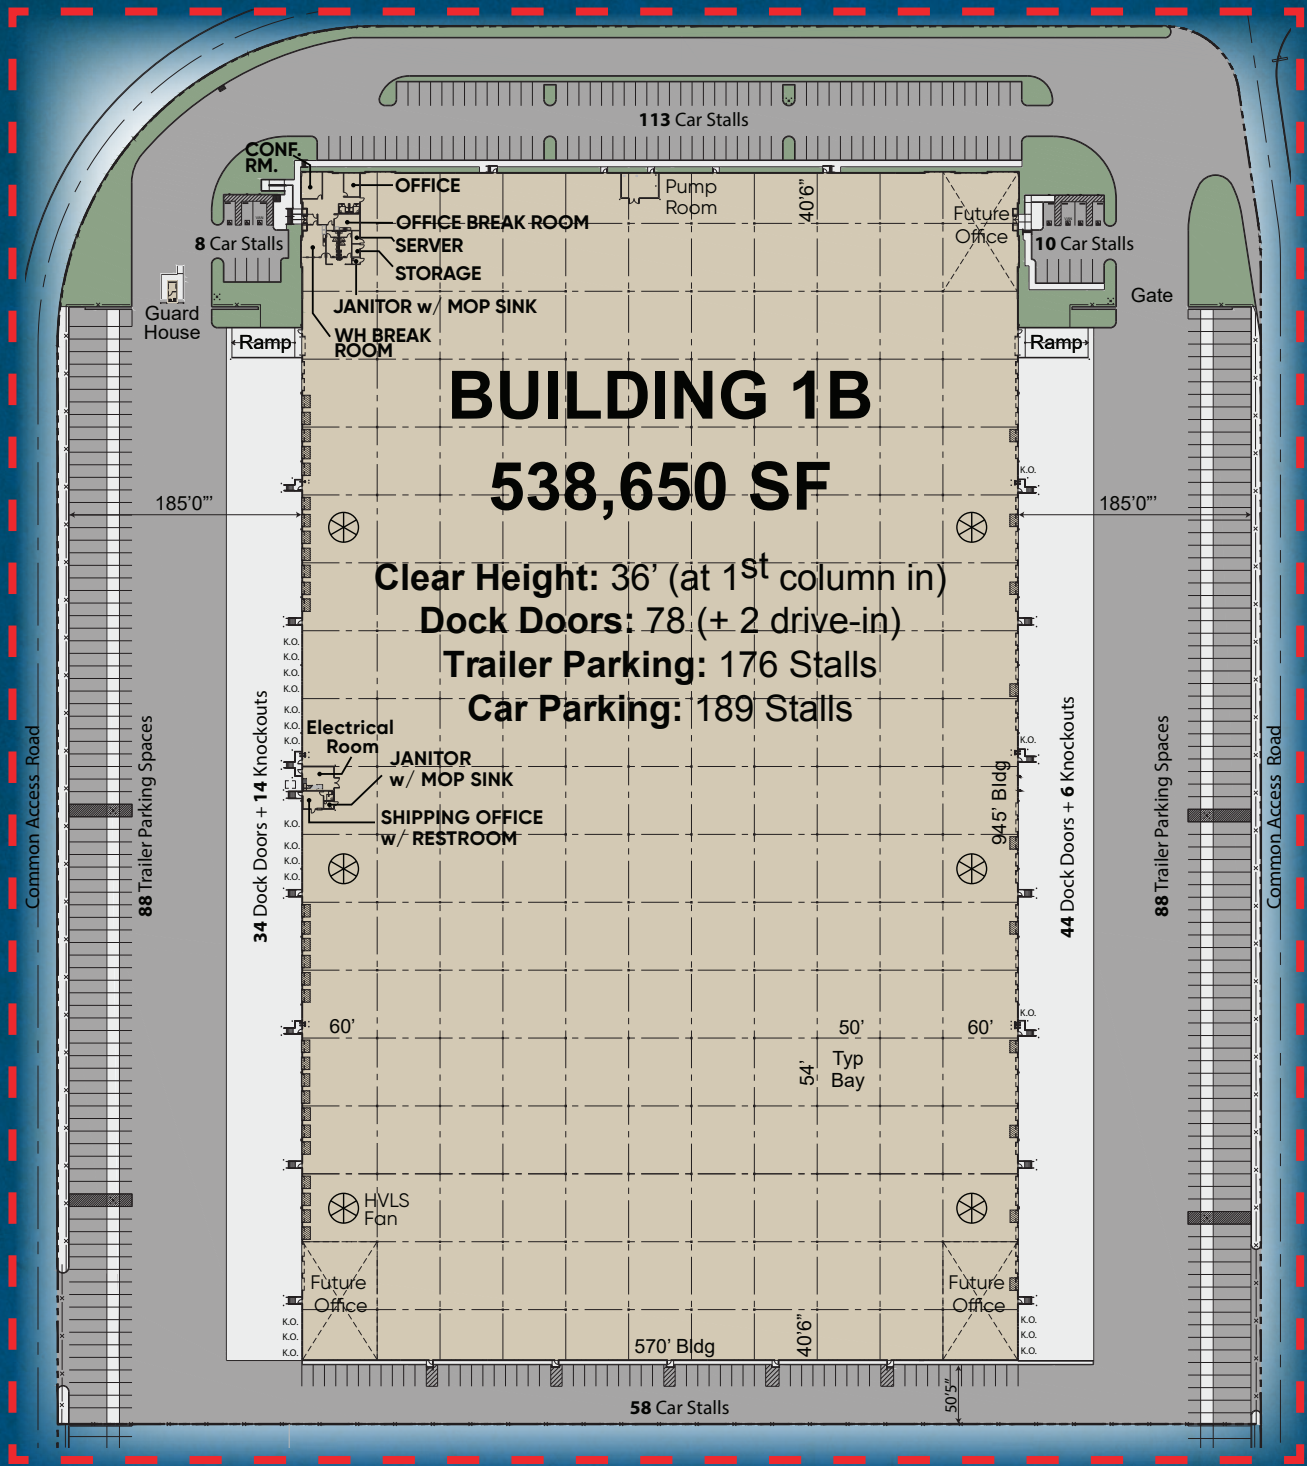 113 Car Stalls
CONF.
RM.
OFFICE
OFFICE BREAK ROOM
SERVER
STORAGE
JANITOR w/ MOP SINK
WH BREAK
ROOM
Pump
Room
40'6"
Future
Office
8 Car Stalls
10 Car Stalls
Guard
House
Gate
Ramp
Ramp
BUILDING 1B
538,650 SF
185'0"'
185'0"'
K.O.
Clear Height: 36' (at 1st column in)
Dock Doors: 78 (+ 2 drive-in)
Trailer Parking: 176 Stalls
Car Parking: 189 Stalls
K.O.
K.O.
K.O.
K.O.
K.O.
K.O.
K.O.
K.O.
Common Access Road
88 Trailer Parking Spaces
34 Dock Doors + 14 Knockouts
Electrical
Room
JANITOR
w/ MOP SINK
SHIPPING OFFICE
w/ RESTROOM
945' Bldg
44 Dock Doors + 6 Knockouts
88 Trailer Parking Spaces
Common Access Road
K.O.
K.O.
K.O.
K.O.
K.O.
60'
50'
60'
54'
Typ
Bay
HVLS
Fan
Future
Office
Future
Office
K.O.
K.O.
K.O.
K.O.
K.O.
K.O.
570' Bldg
40'6"
58 Car Stalls
50'5"